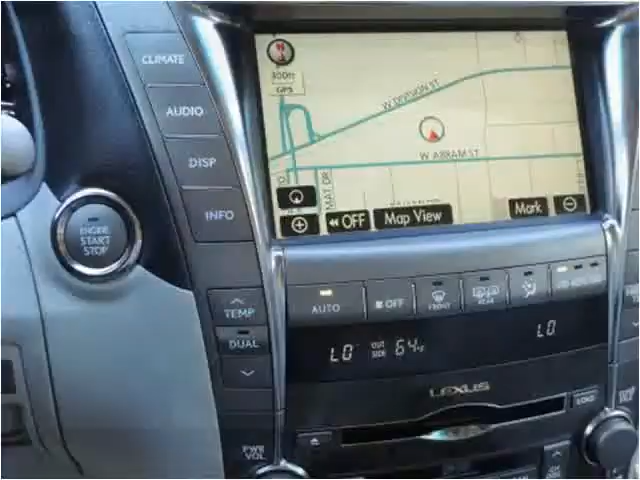 CLIMATE
AUDIO
DISP
INFO
ENGINE
START
STOP
TEMP
DUAL
PWR
VOL
300ft
GPS
W DIVISION ST
W ABRAM ST
MAT DR
OFF
Map View
Mark
AUTO
OFF
FRONT
REAR
LO
OUT
SIDE
64°F
LO
LEXUS
LOAD